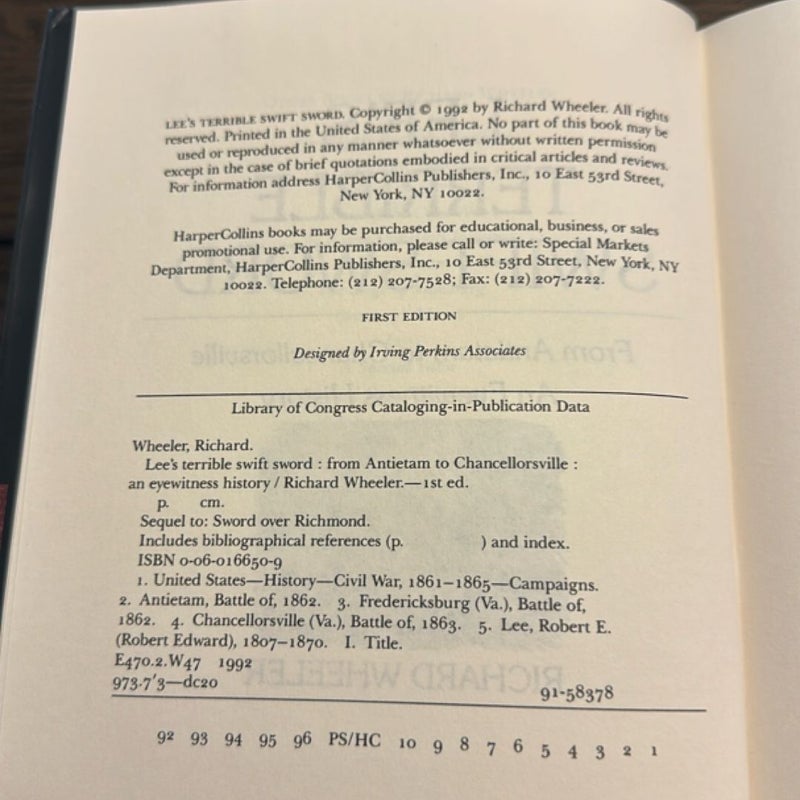 LEE'S TERRIBLE SWIFT SWORD. Copyright © 1992 by Richard Wheeler. All rights
reserved. Printed in the United States of America. No part of this book may be
used or reproduced in any manner whatsoever without written permission
except in the case of brief quotations embodied in critical articles and reviews.
For information address HarperCollins Publishers, Inc., 10 East 53rd Street,
New York, NY 10022.
HarperCollins books may be purchased for educational, business, or sales
promotional use. For information, please call or write: Special Markets
Department, HarperCollins Publishers, Inc., 10 East 53rd Street, New York, NY
10022. Telephone: (212) 207-7528; Fax: (212) 207-7222.
FIRST EDITION
Designed by Irving Perkins Associates
Library of Congress Cataloging-in-Publication Data
Wheeler, Richard.
Lee's terrible swift sword : from Antietam to Chancellorsville :
an eyewitness history / Richard Wheeler.—1st ed.
p. cm.
Sequel to: Sword over Richmond.
Includes bibliographical references (p. ) and index.
ISBN 0-06-016650-9
1. United States—History—Civil War, 1861–1865—Campaigns.
2. Antietam, Battle of, 1862. 3. Fredericksburg (Va.), Battle of,
1862. 4. Chancellorsville (Va.), Battle of, 1863. 5. Lee, Robert E.
(Robert Edward), 1807–1870. I. Title.
E470.2.W47 1992
973.7'3—dc20
91-58378
92 93 94 95 96 PS/HC 10 9 8 7 6 5 4 3 2 1